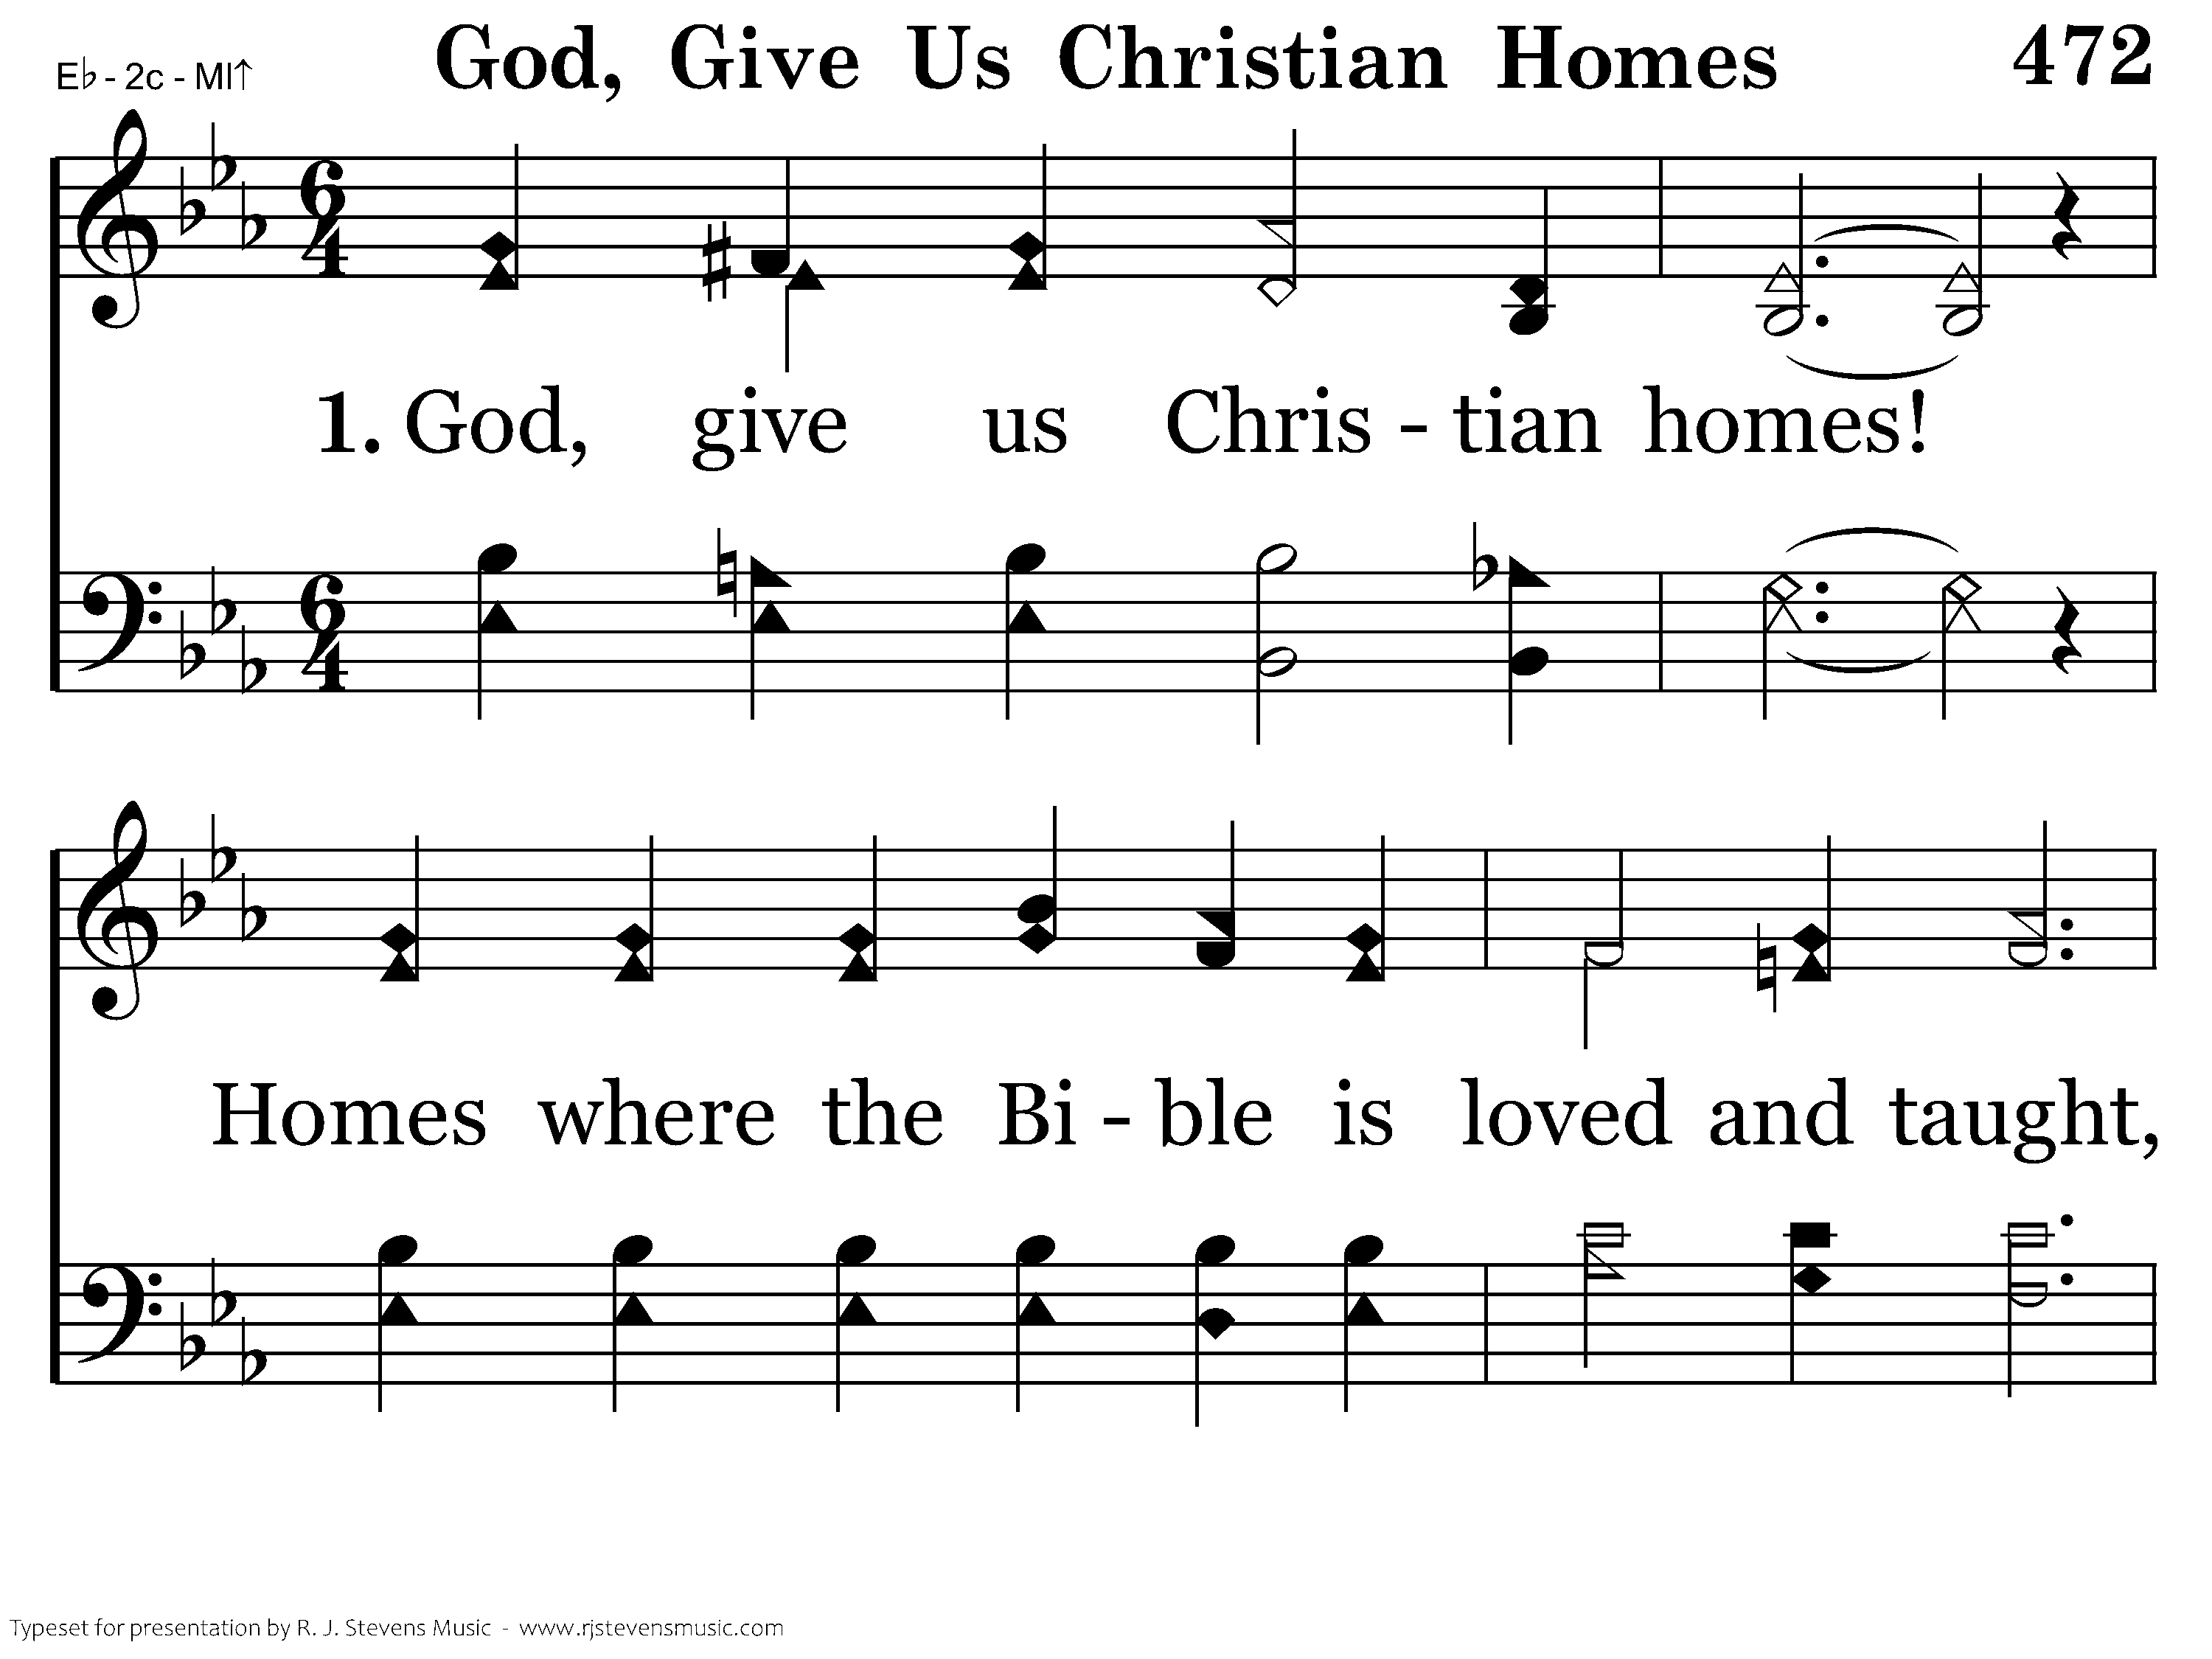 E♭ - 2c - MI↑ God, Give Us Christian Homes 472
1. God, give us Chris - tian homes!
Homes where the Bi - ble is loved and taught,
Typeset for presentation by R. J. Stevens Music - www.rjstevensmusic.com